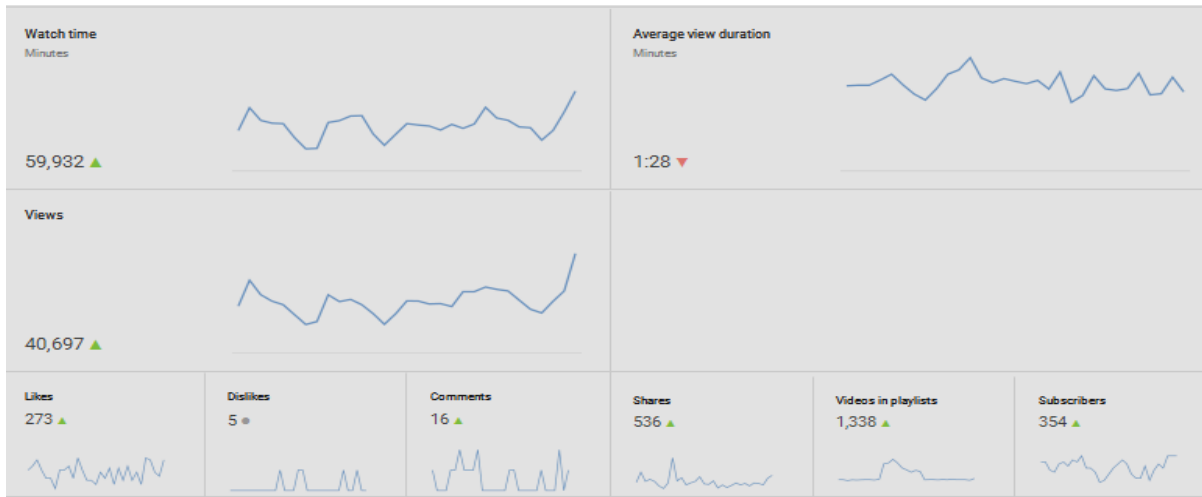 Watch time
Minutes
59,932
Average view duration
Minutes
1:28
Views
40,697
Likes
273
Dislikes
5
Comments
16
Shares
536
Videos in playlists
1,338
Subscribers
354